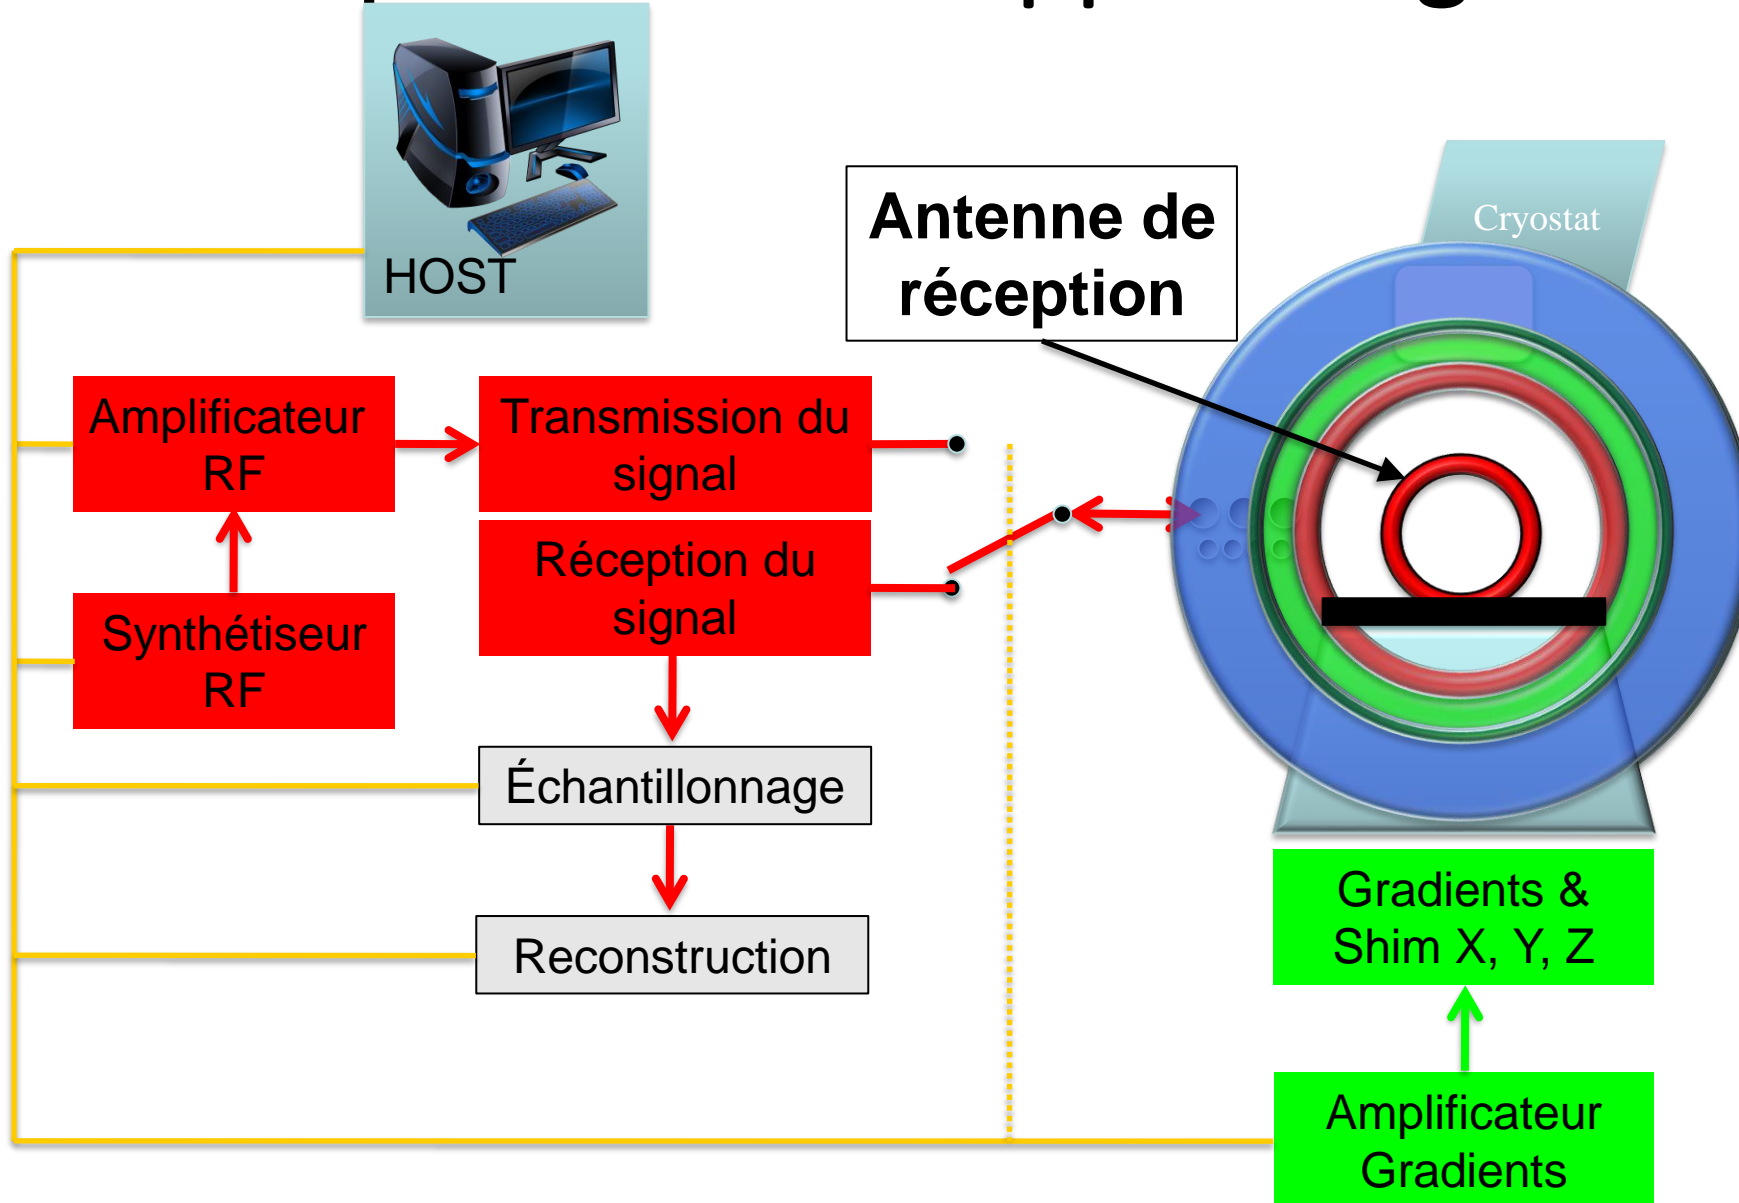 HOST
Antenne de
réception
Cryostat
Amplificateur
RF
Transmission du
signal
Réception du
signal
Synthétiseur
RF
Échantillonnage
Reconstruction
Gradients &
Shim X, Y, Z
Amplificateur
Gradients